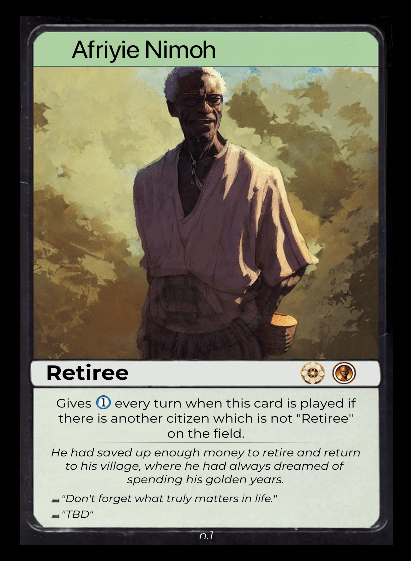 Afriyie Nimoh
Retiree
Gives 1 every turn when this card is played if
there is another citizen which is not "Retiree"
on the field.
He had saved up enough money to retire and return
to his village, where he had always dreamed of
spending his golden years.
"Don't forget what truly matters in life."
"TBD"
n.1